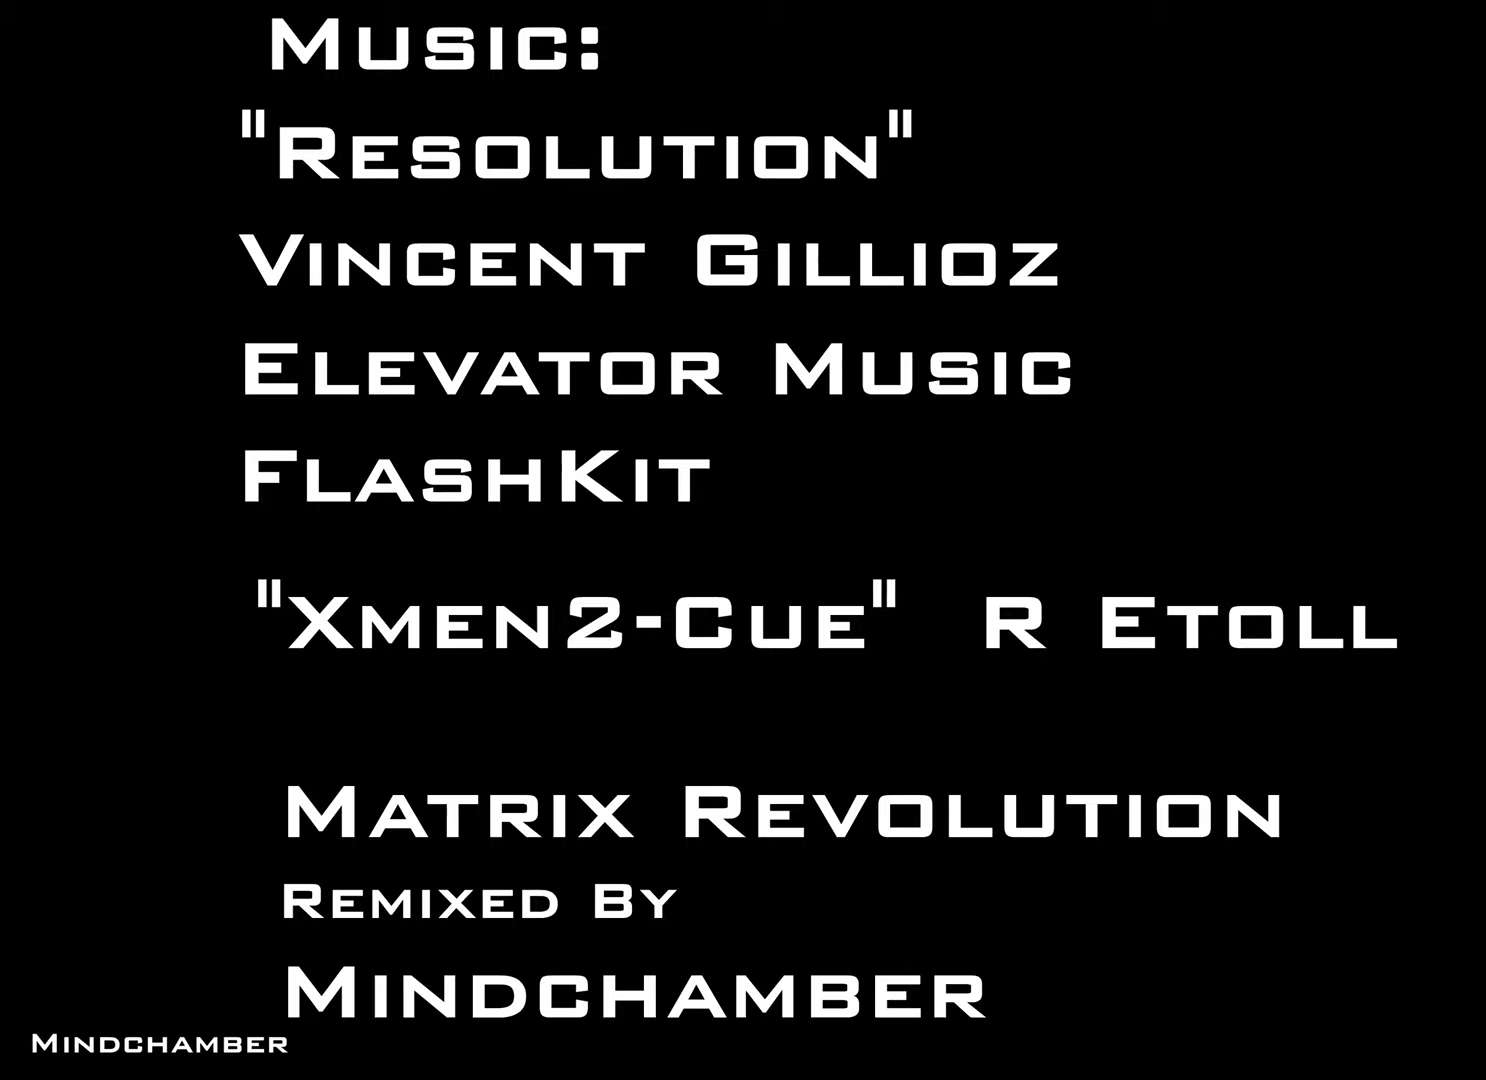 Music:
"Resolution"
Vincent Gillioz
Elevator Music
FlashKit
"Xmen2-Cue" R Etoll
Matrix Revolution
Remixed By
Mindchamber
Mindchamber